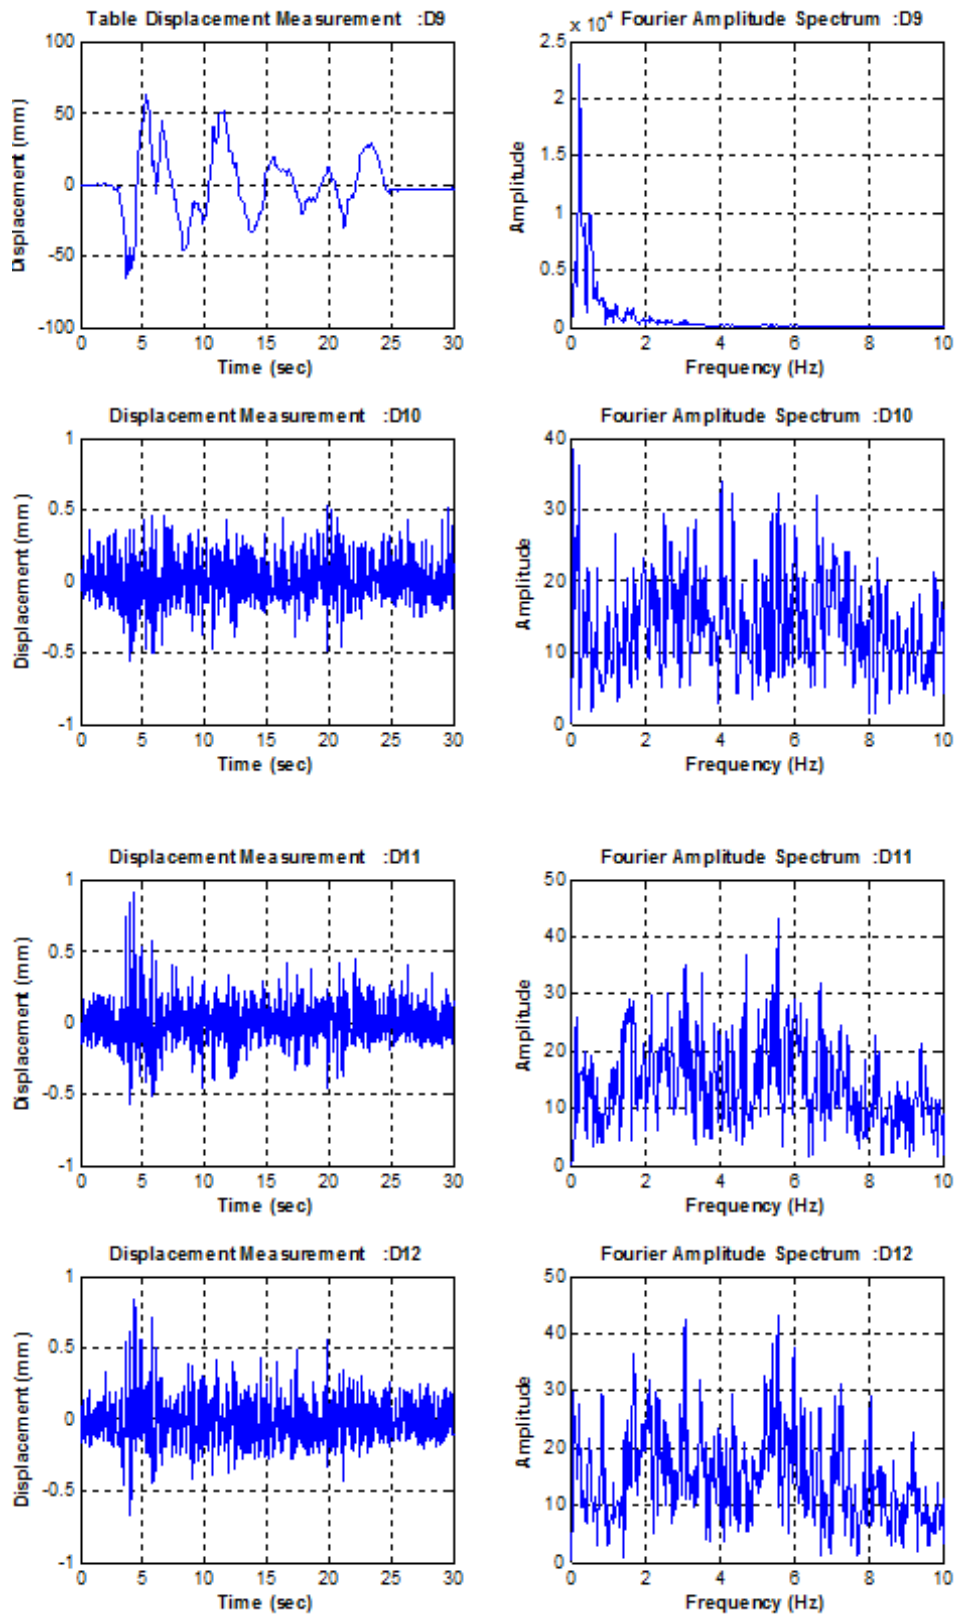 Table Displacement Measurement :D9
100
50
0
-50
-100
0 5 10 15 20 25 30
Displacement (mm)
Time (sec)
Fourier Amplitude Spectrum :D9
x 10^4
2.5
2
1.5
1
0.5
0
0 2 4 6 8 10
Amplitude
Frequency (Hz)
Displacement Measurement :D10
1
0.5
0
-0.5
-1
0 5 10 15 20 25 30
Displacement (mm)
Time (sec)
Fourier Amplitude Spectrum :D10
40
30
20
10
0
0 2 4 6 8 10
Amplitude
Frequency (Hz)
Displacement Measurement :D11
1
0.5
0
-0.5
-1
0 5 10 15 20 25 30
Displacement (mm)
Time (sec)
Fourier Amplitude Spectrum :D11
50
40
30
20
10
0
0 2 4 6 8 10
Amplitude
Frequency (Hz)
Displacement Measurement :D12
1
0.5
0
-0.5
-1
0 5 10 15 20 25 30
Displacement (mm)
Time (sec)
Fourier Amplitude Spectrum :D12
50
40
30
20
10
0
0 2 4 6 8 10
Amplitude
Frequency (Hz)